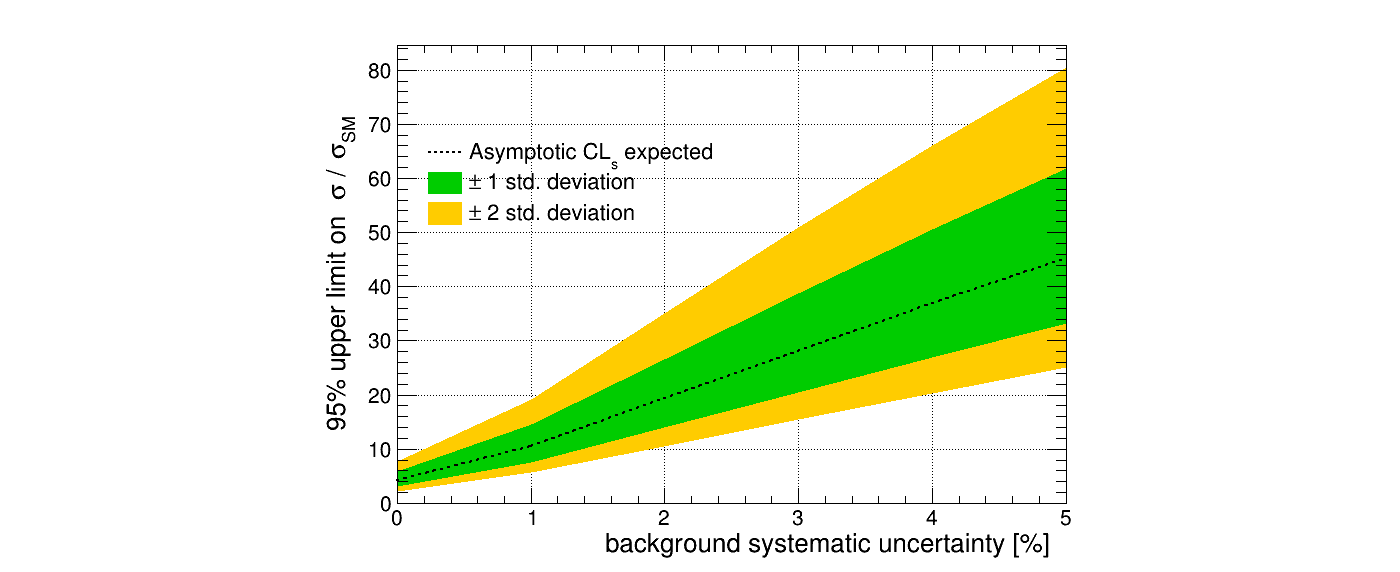 80
70
60
50
40
30
20
10
0
95% upper limit on σ / σSM
Asymptotic CLs expected
± 1 std. deviation
± 2 std. deviation
0 1 2 3 4 5
background systematic uncertainty [%]